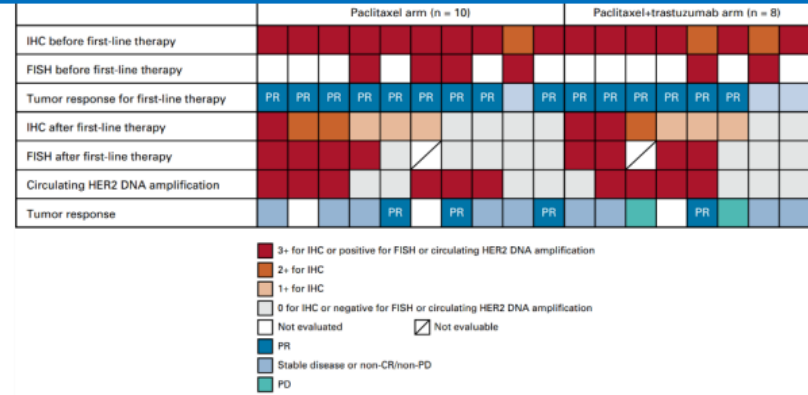 Paclitaxel arm (n = 10) Paclitaxel+trastuzumab arm (n = 8)
IHC before first-line therapy
FISH before first-line therapy
Tumor response for first-line therapy PR PR PR PR PR PR PR PR PR PR PR PR PR PR PR
IHC after first-line therapy
FISH after first-line therapy
Circulating HER2 DNA amplification
Tumor response PR PR PR PR
3+ for IHC or positive for FISH or circulating HER2 DNA amplification
2+ for IHC
1+ for IHC
0 for IHC or negative for FISH or circulating HER2 DNA amplification
Not evaluated Not evaluable
PR
Stable disease or non-CR/non-PD
PD